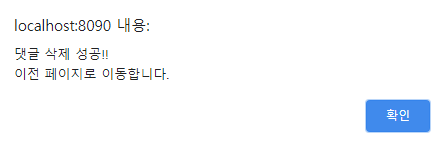 localhost:8090 내용:
댓글 삭제 성공!!
이전 페이지로 이동합니다.
확인